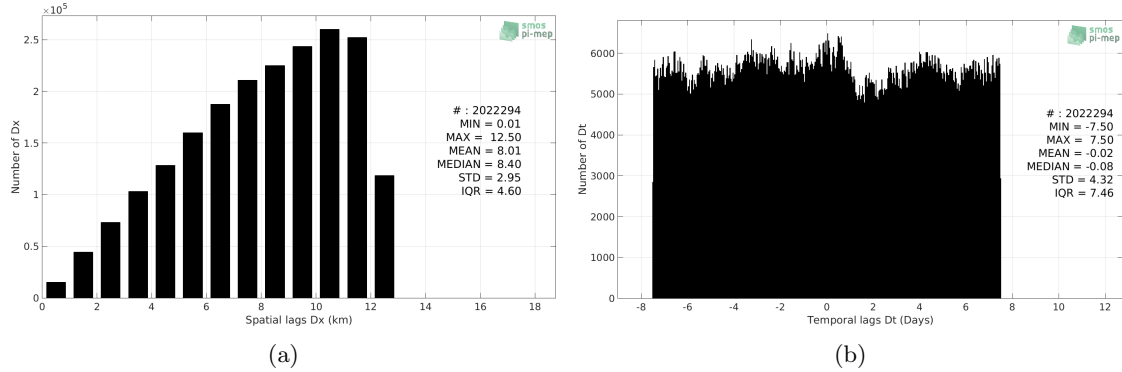 ×10⁵
smos
pi-mep
2.5
2
1.5
1
0.5
0
Number of Dx
# : 2022294
MIN = 0.01
MAX = 12.50
MEAN = 8.01
MEDIAN = 8.40
STD = 2.95
IQR = 4.60
0 2 4 6 8 10 12 14 16 18
Spatial lags Dx (km)
(a)
smos
pi-mep
6000
5000
4000
3000
2000
1000
0
Number of Dt
# : 2022294
MIN = -7.50
MAX = 7.50
MEAN = -0.02
MEDIAN = -0.08
STD = 4.32
IQR = 7.46
-8 -6 -4 -2 0 2 4 6 8 10 12
Temporal lags Dt (Days)
(b)